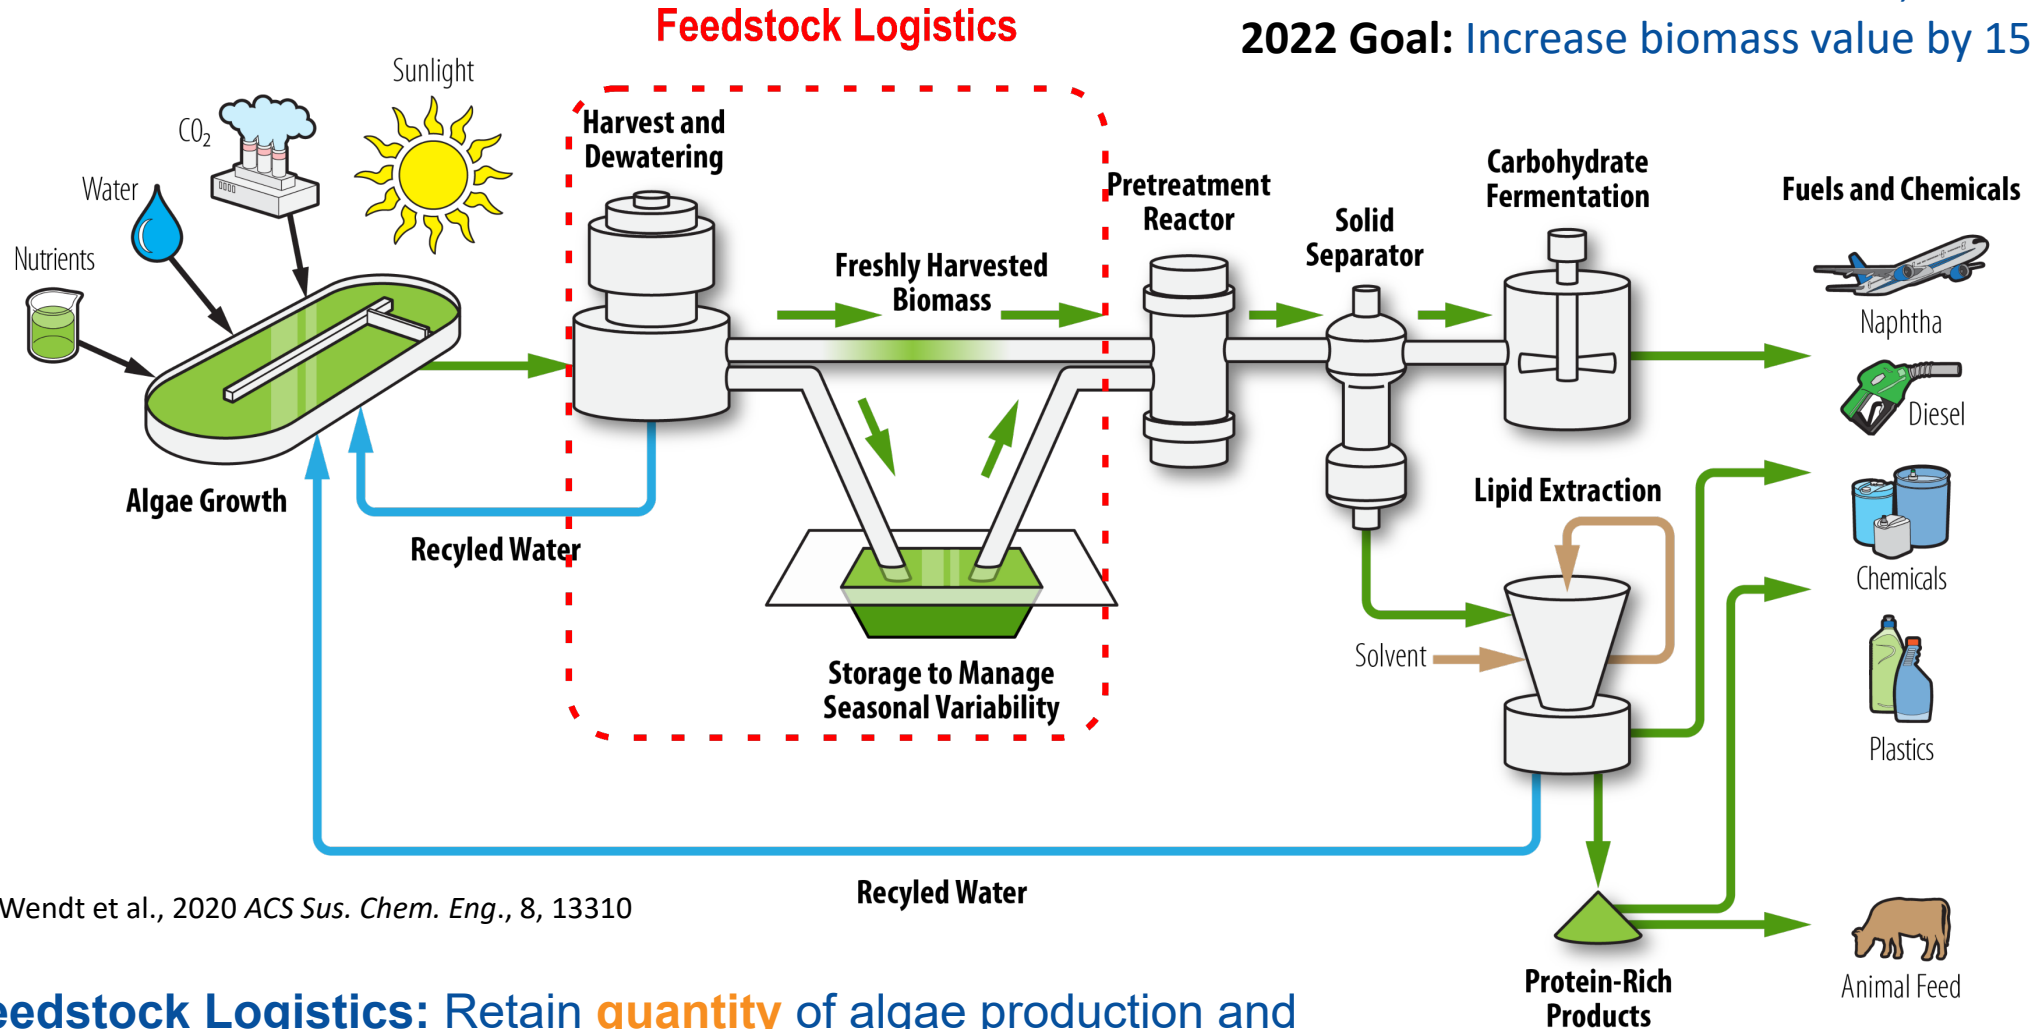 Feedstock Logistics
2022 Goal: Increase biomass value by 15
Sunlight
CO2
Water
Nutrients
Harvest and
Dewatering
Freshly Harvested
Biomass
Pretreatment
Reactor
Solid
Separator
Carbohydrate
Fermentation
Fuels and Chemicals
Naphtha
Diesel
Chemicals
Plastics
Algae Growth
Recyled Water
Lipid Extraction
Solvent
Storage to Manage
Seasonal Variability
Recyled Water
Wendt et al., 2020 ACS Sus. Chem. Eng., 8, 13310
Protein-Rich
Products
Animal Feed
eedstock Logistics: Retain quantity of algae production and